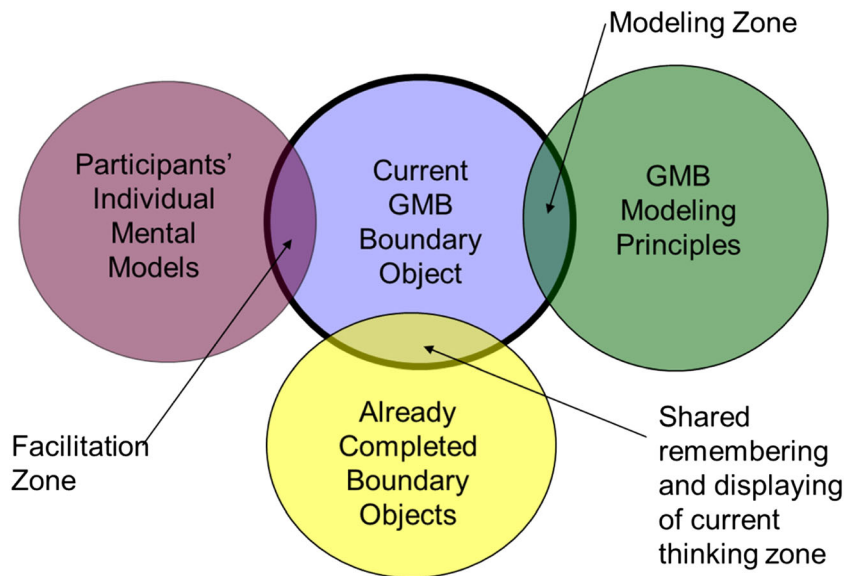 Modeling Zone
Participants’
Individual
Mental
Models
Current
GMB
Boundary
Object
GMB
Modeling
Principles
Already
Completed
Boundary
Objects
Facilitation
Zone
Shared
remembering
and displaying
of current
thinking zone